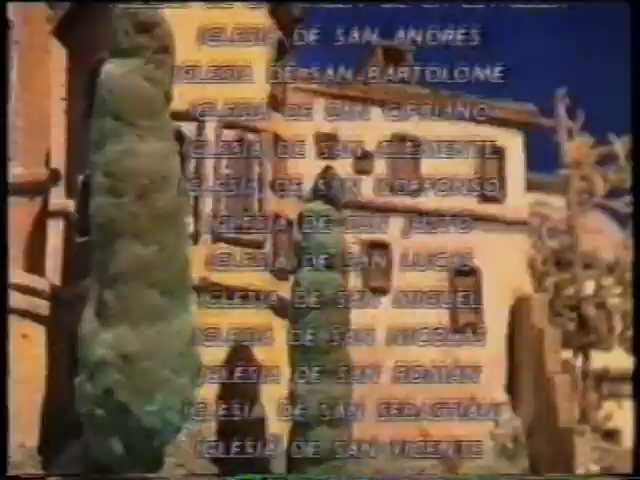 IGLESIA DE SAN ANDRES
IGLESIA DE SAN BARTOLOME
IGLESIA DE SAN CIPRIANO
IGLESIA DE SAN CLEMENTE
IGLESIA DE SAN ILDEFONSO
IGLESIA DE SAN JUSTO
IGLESIA DE SAN LUCAS
IGLESIA DE SAN MIGUEL
IGLESIA DE SAN NICOLAS
IGLESIA DE SAN ROMAN
IGLESIA DE SAN SEBASTIAN
IGLESIA DE SAN VICENTE